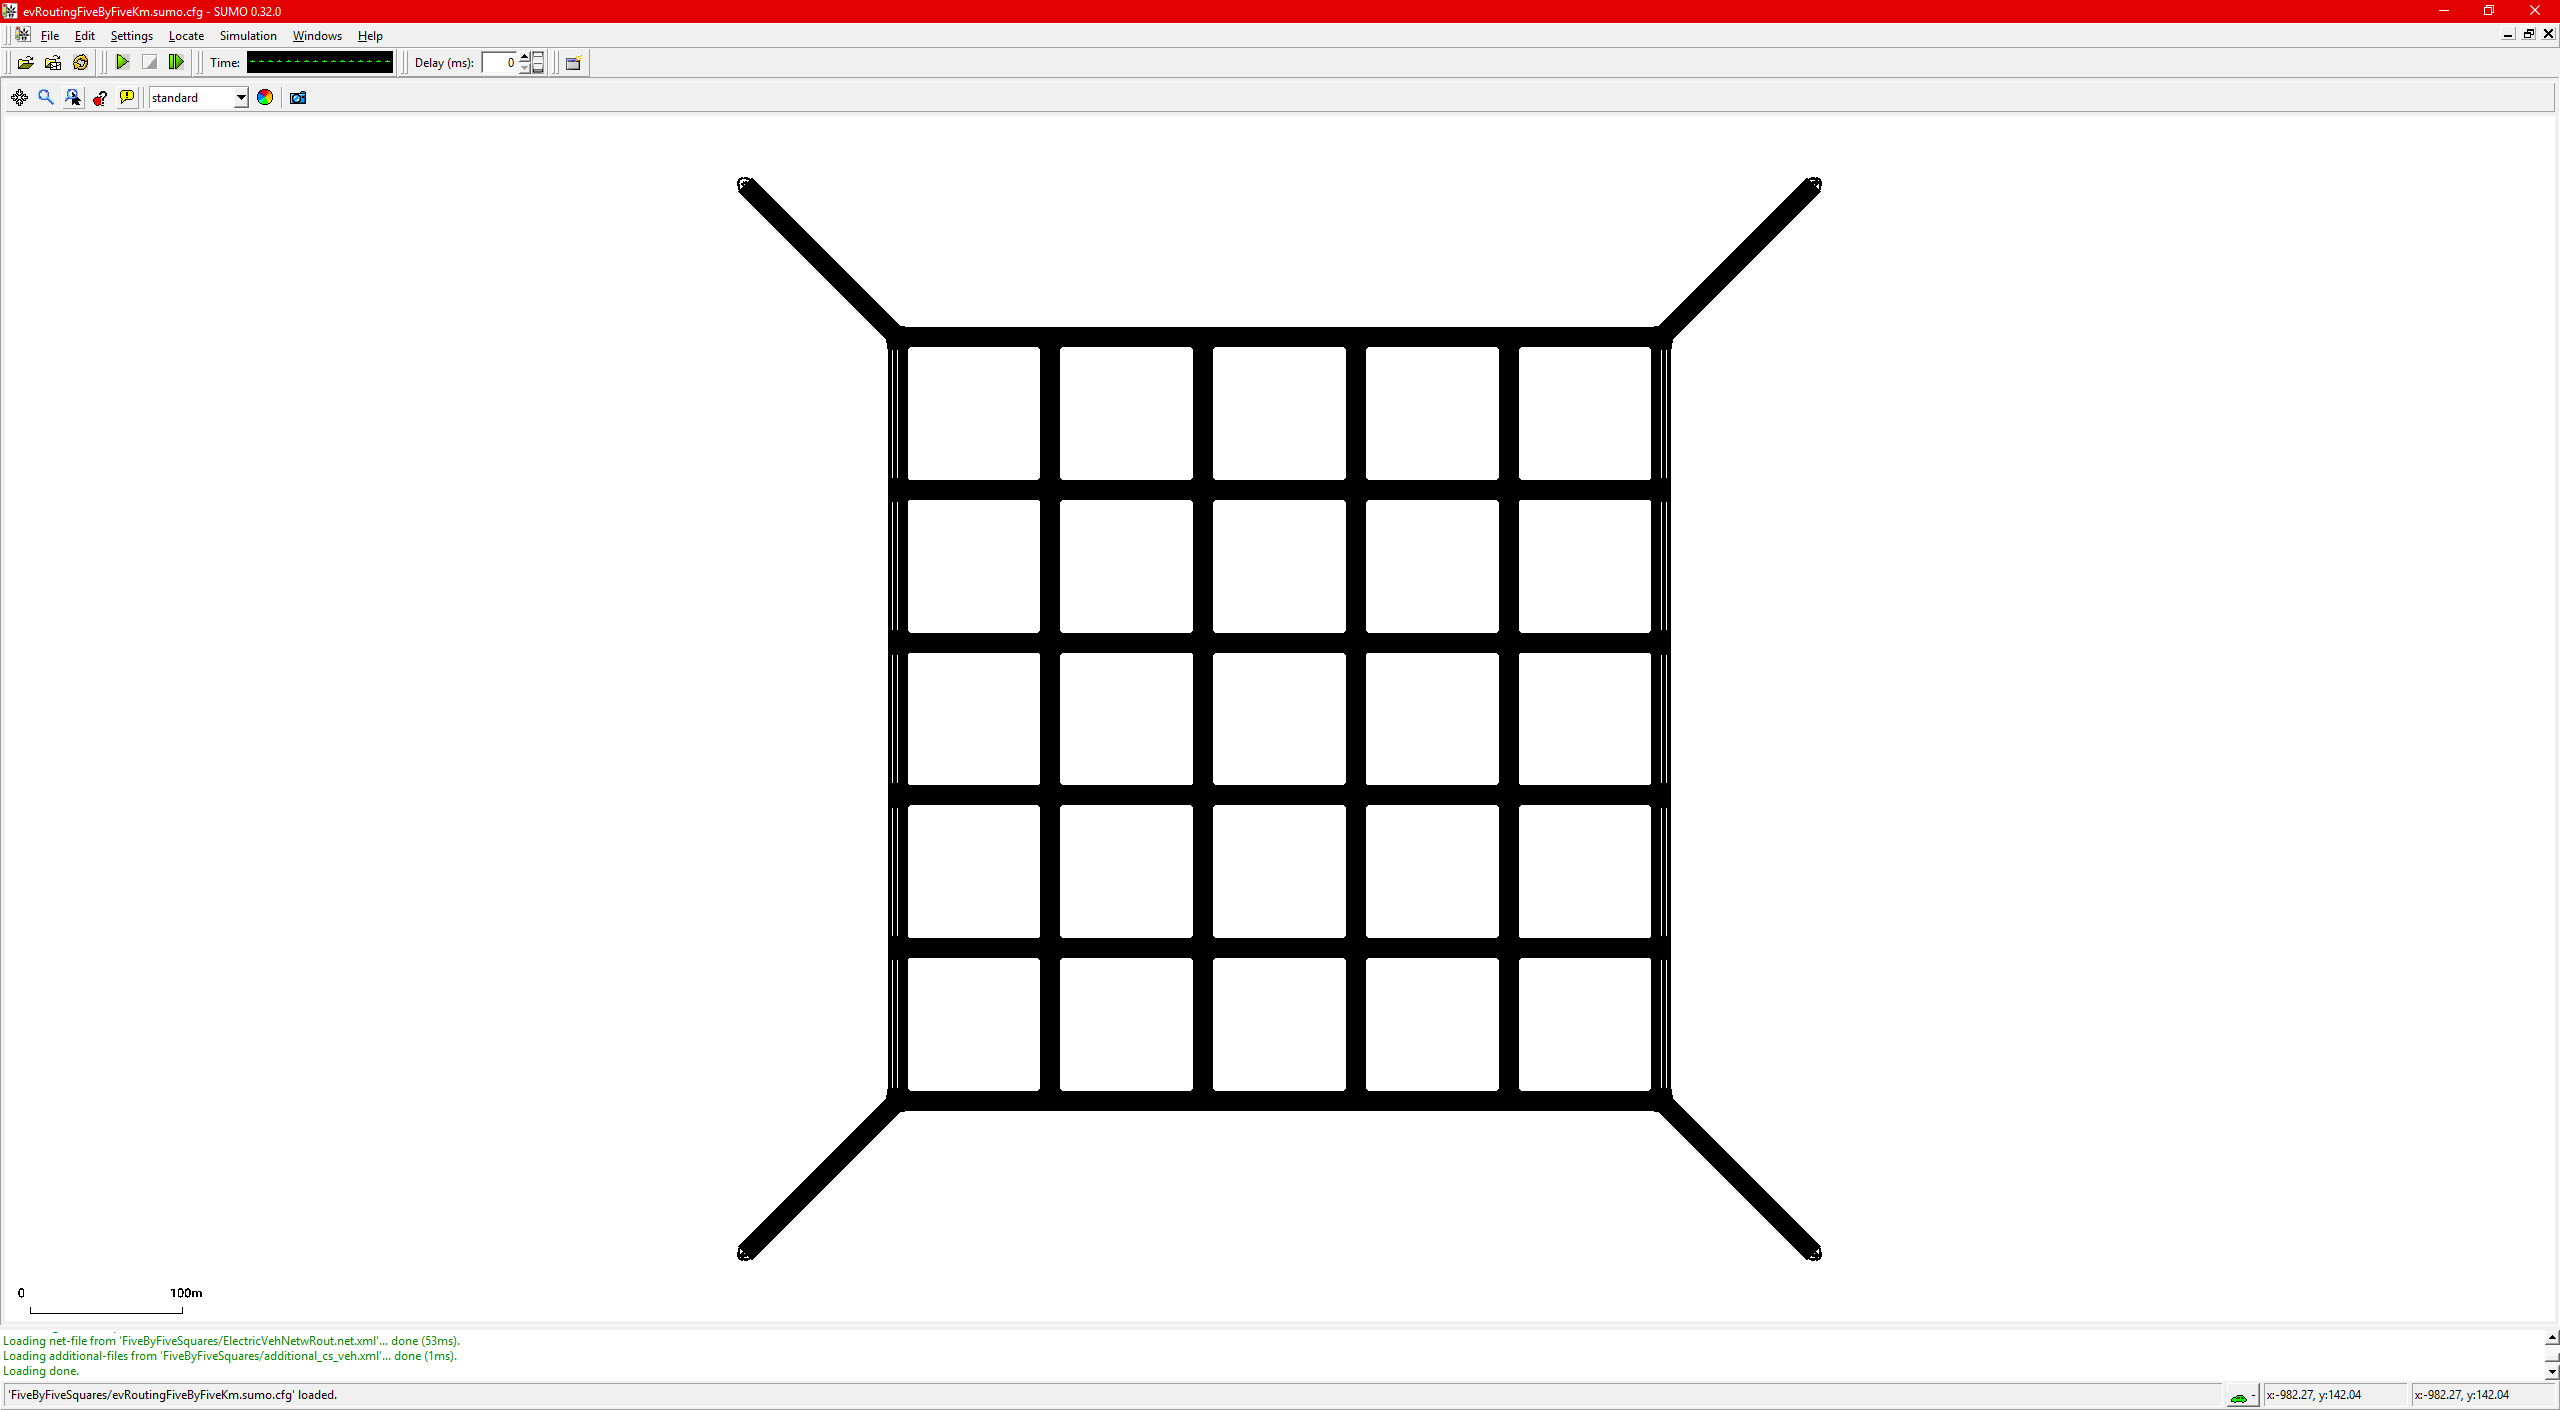 evRoutingFiveByFiveKm.sumo.cfg - SUMO 0.32.0
File Edit Settings Locate Simulation Windows Help
Time: Delay (ms): 0
standard
0 100m
Loading net-file from 'FiveByFiveSquares/ElectricVehNetwRout.net.xml'... done (53ms).
Loading additional-files from 'FiveByFiveSquares/additional_cs_veh.xml'... done (1ms).
Loading done.
'FiveByFiveSquares/evRoutingFiveByFiveKm.sumo.cfg' loaded. - x:-982.27, y:142.04 x:-982.27, y:142.04